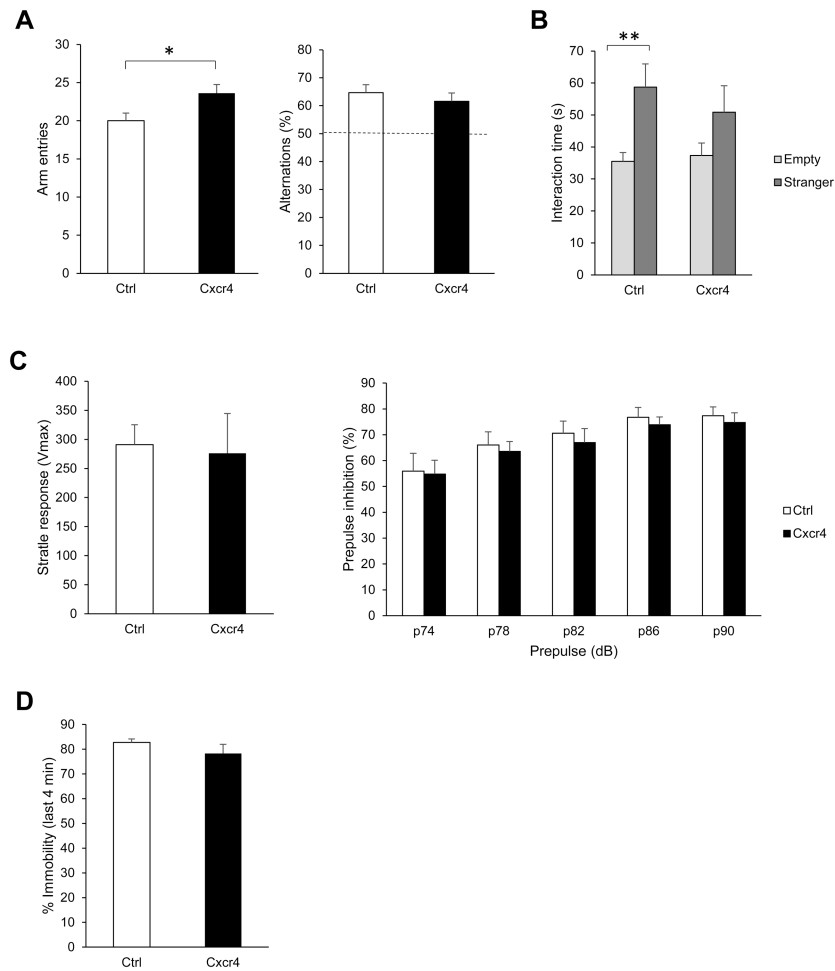 A
B
*
**
Arm entries
30
25
20
15
10
5
0
Ctrl
Cxcr4
Alternations (%)
80
70
60
50
40
30
20
10
0
Ctrl
Cxcr4
Interaction time (s)
70
60
50
40
30
20
10
0
Ctrl
Cxcr4
Empty
Stranger
C
Stratle response (Vmax)
400
350
300
250
200
150
100
50
0
Ctrl
Cxcr4
Prepulse inhibition (%)
90
80
70
60
50
40
30
20
10
0
p74
p78
p82
p86
p90
Prepulse (dB)
Ctrl
Cxcr4
D
% Immobility (last 4 min)
90
80
70
60
50
40
30
20
10
0
Ctrl
Cxcr4